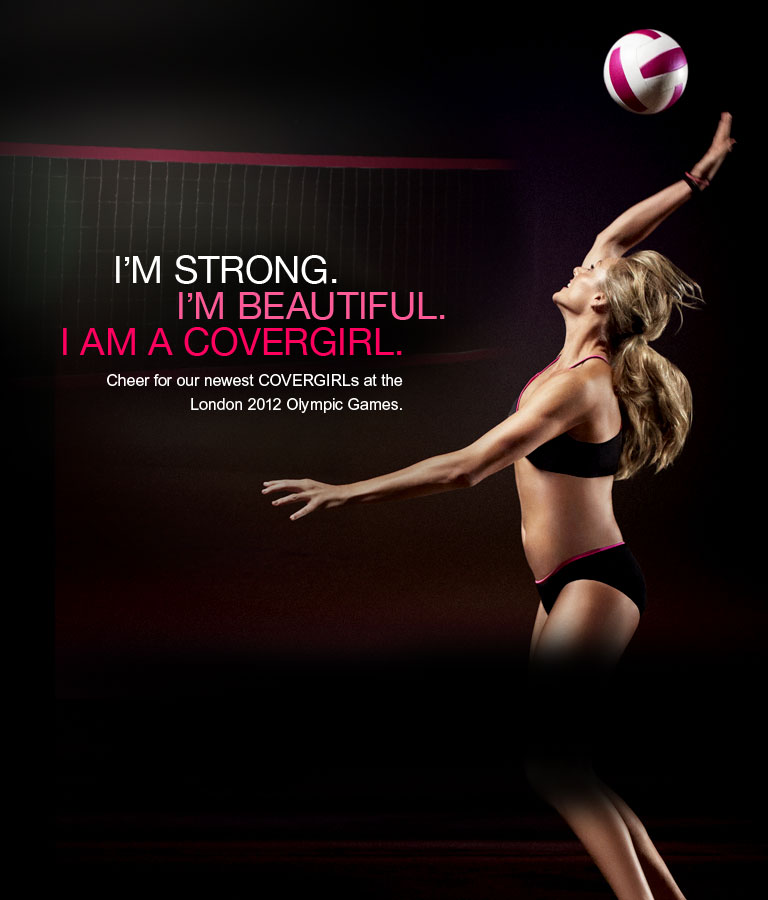 I’M STRONG.
I’M BEAUTIFUL.
I AM A COVERGIRL.
Cheer for our newest COVERGIRLs at the
London 2012 Olympic Games.